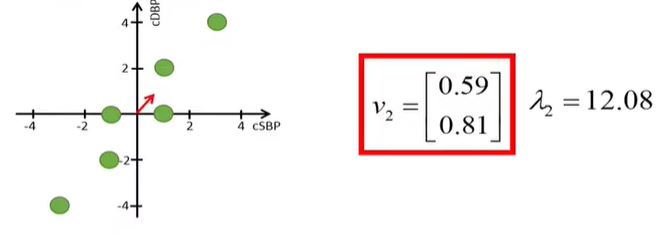 4
cDBP
2
-4
-2
2
4 cSBP
-2
-4
v₂ = [0.59
0.81]
λ₂ = 12.08